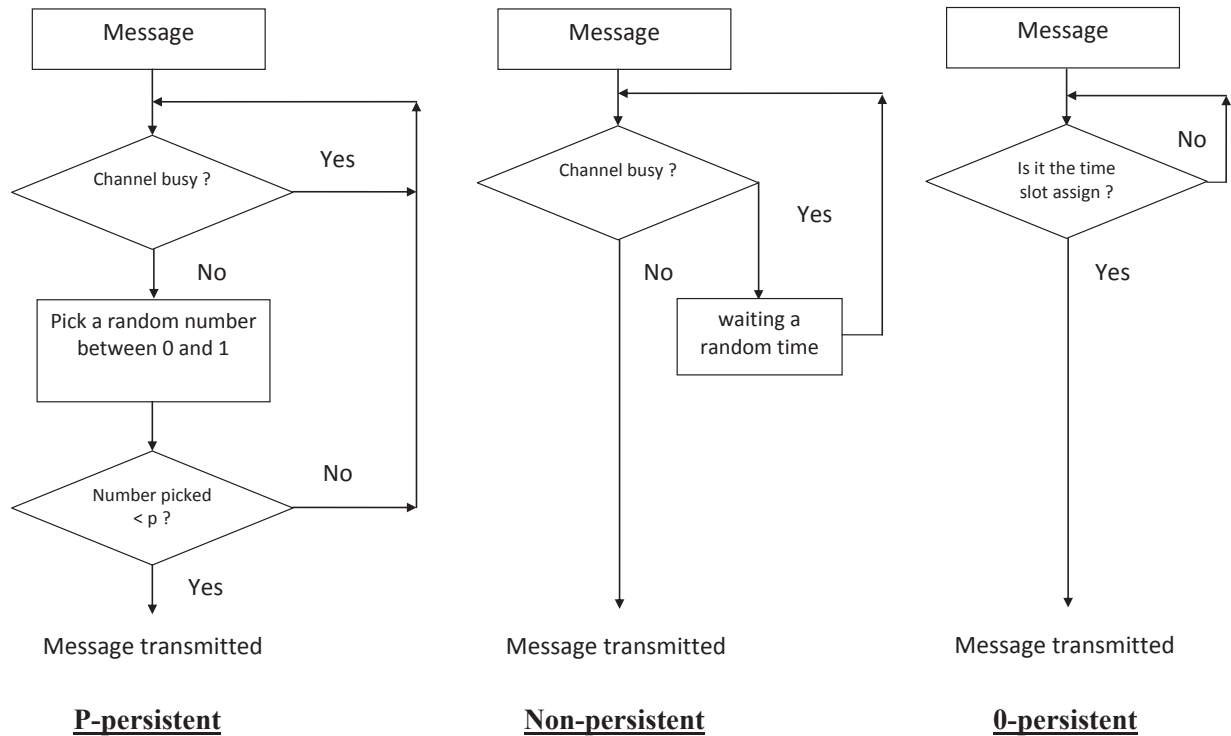 Message
Channel busy ?
Yes
No
Pick a random number
between 0 and 1
Number picked
< p ?
No
Yes
Message transmitted
P-persistent
Message
Channel busy ?
Yes
No
waiting a
random time
Message transmitted
Non-persistent
Message
Is it the time
slot assign ?
No
Yes
Message transmitted
0-persistent